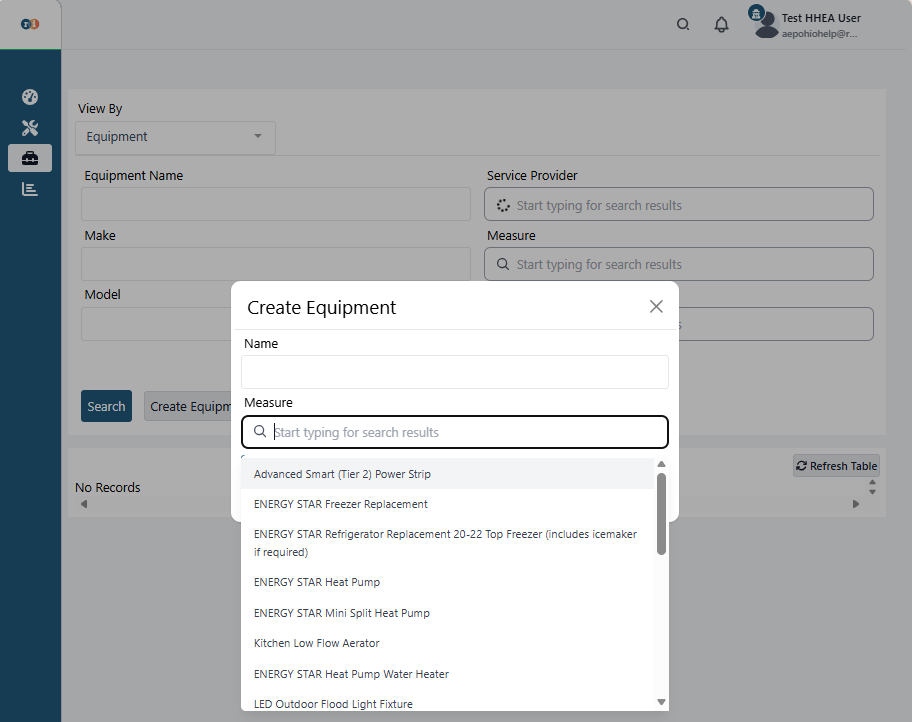 ri
Test HHEA User
aepohiohelp@r...
View By
Equipment
Equipment Name
Service Provider
Start typing for search results
Make
Measure
Start typing for search results
Model
Create Equipment
Name
Search
Create Equipm
Measure
Start typing for search results
Refresh Table
No Records
Advanced Smart (Tier 2) Power Strip
ENERGY STAR Freezer Replacement
ENERGY STAR Refrigerator Replacement 20-22 Top Freezer (includes icemaker
if required)
ENERGY STAR Heat Pump
ENERGY STAR Mini Split Heat Pump
Kitchen Low Flow Aerator
ENERGY STAR Heat Pump Water Heater
LED Outdoor Flood Light Fixture